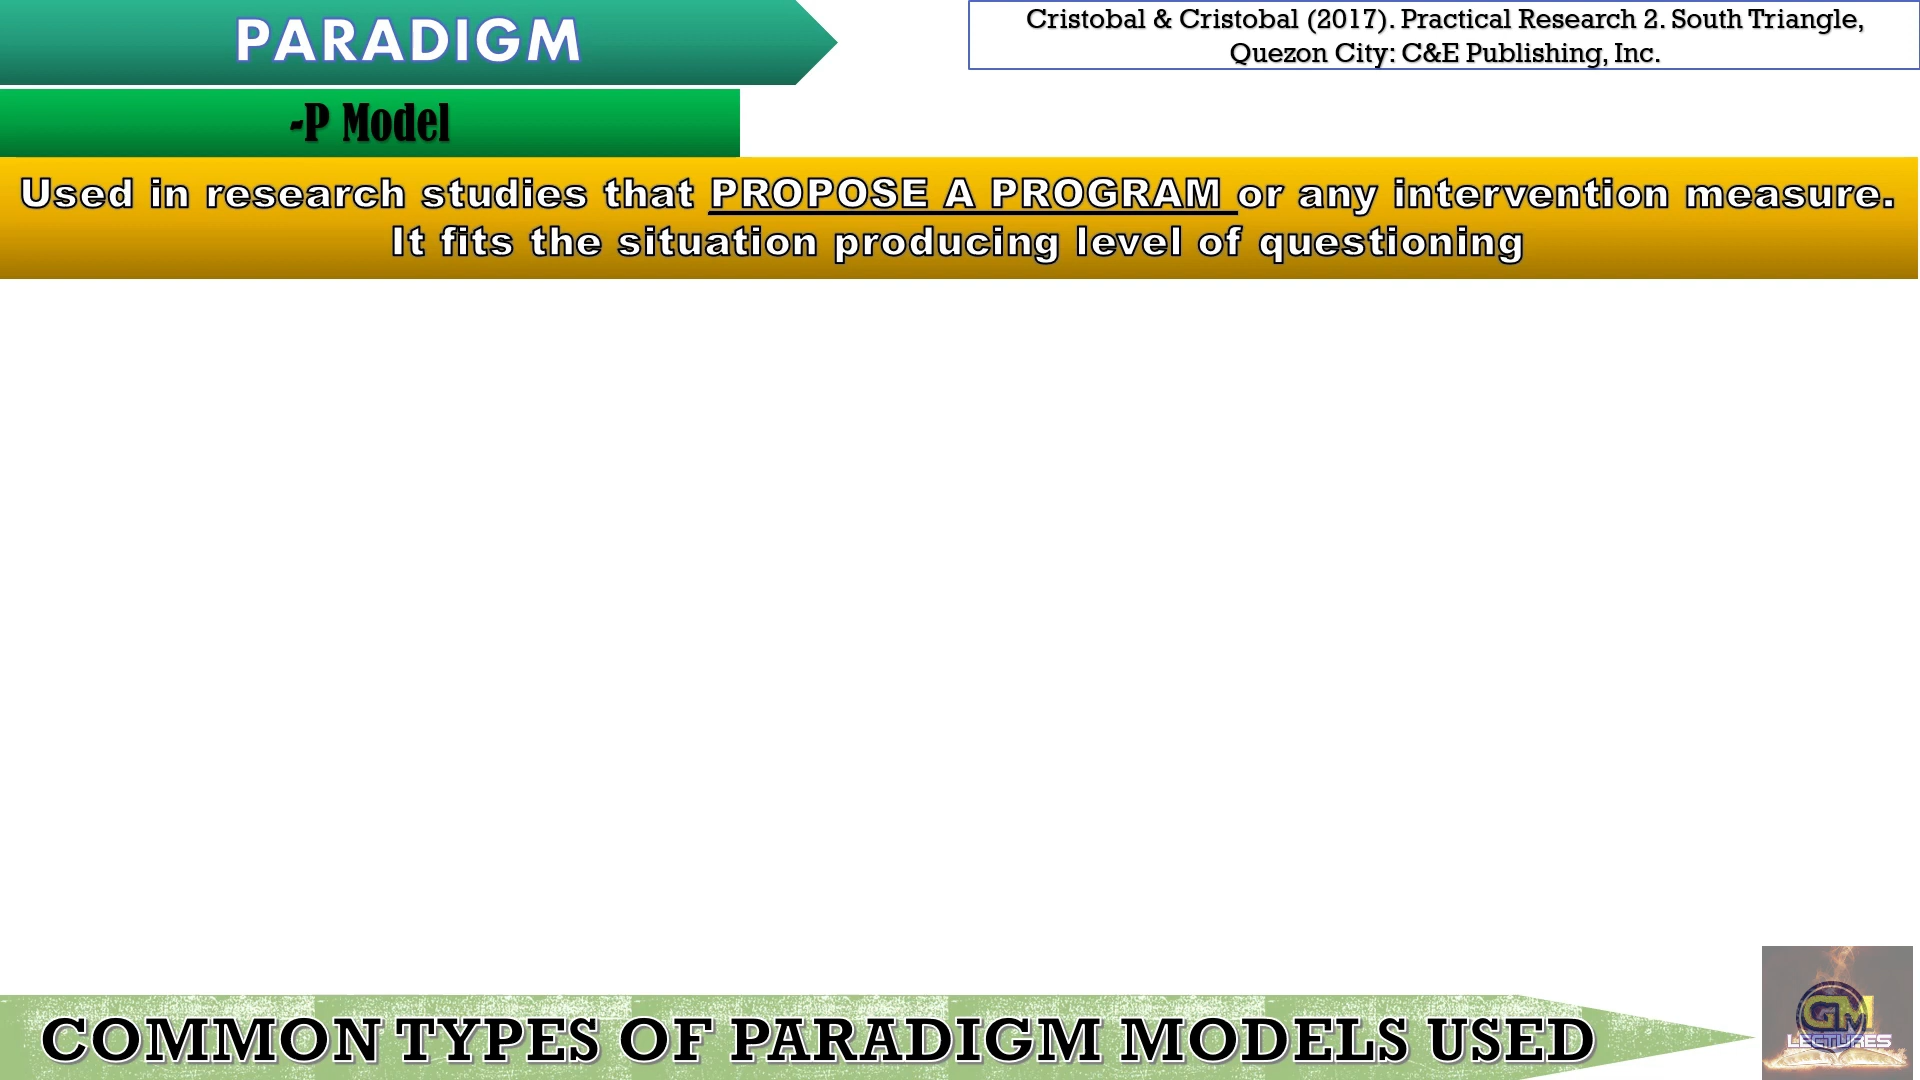 PARADIGM
Cristobal & Cristobal (2017). Practical Research 2. South Triangle,
Quezon City: C&E Publishing, Inc.
-P Model
Used in research studies that PROPOSE A PROGRAM or any intervention measure.
It fits the situation producing level of questioning
COMMON TYPES OF PARADIGM MODELS USED
GM
LECTURES